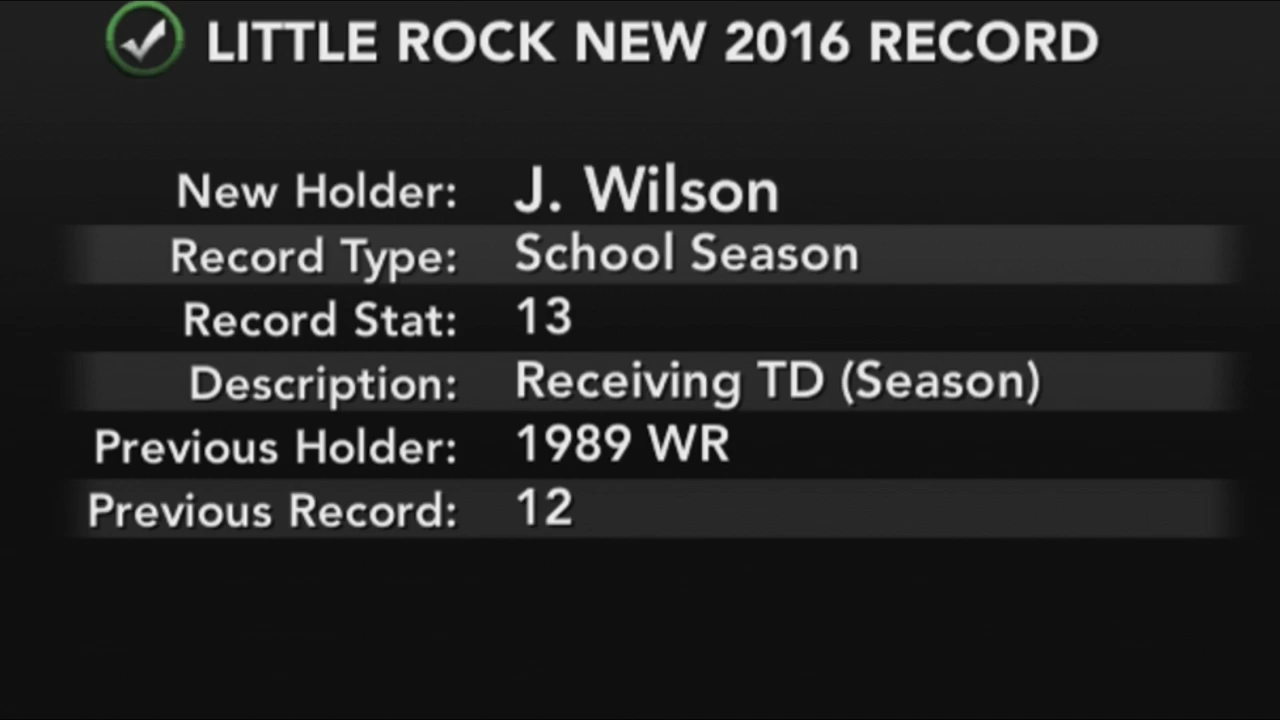 LITTLE ROCK NEW 2016 RECORD
New Holder: J. Wilson
Record Type: School Season
Record Stat: 13
Description: Receiving TD (Season)
Previous Holder: 1989 WR
Previous Record: 12